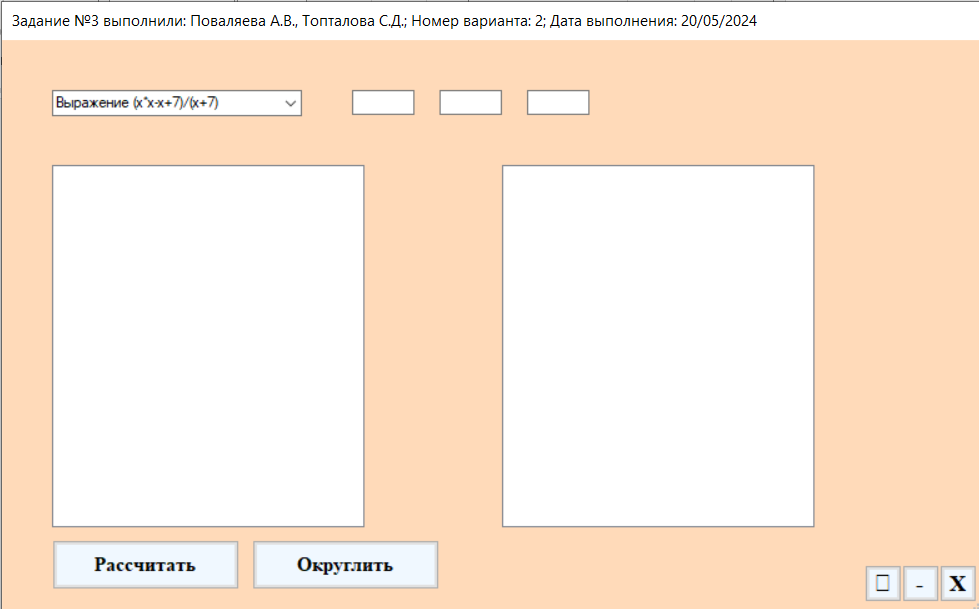 Задание №3 выполнили: Поваляева А.В., Топталова С.Д.; Номер варианта: 2; Дата выполнения: 20/05/2024
Выражение (x*x-x+7)/(x+7)
Рассчитать Округлить
- X